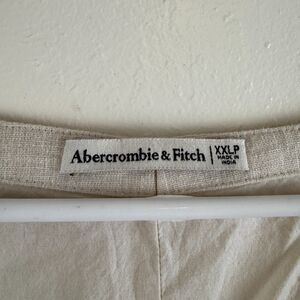 Abercrombie & Fitch
XXLP
MADE IN
INDIA